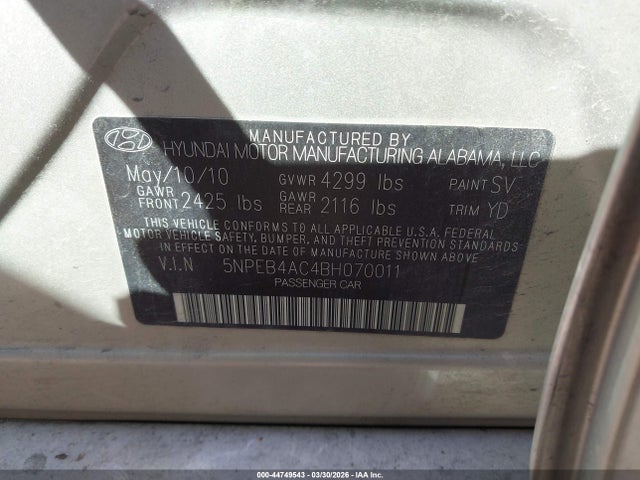 MANUFACTURED BY
HYUNDAI MOTOR MANUFACTURING ALABAMA, LLC
May/10/10 GVWR 4299 lbs PAINT SV
GAWR FRONT 2425 lbs GAWR REAR 2116 lbs TRIM YD
THIS VEHICLE CONFORMS TO ALL APPLICABLE U.S.A. FEDERAL
MOTOR VEHICLE SAFETY, BUMPER, AND THEFT PREVENTION STANDARDS
IN EFFECT ON THE DATE OF MANUFACTURE SHOWN ABOVE
V.I.N 5NPEB4AC4BH070011
PASSENGER CAR
000-44749543 | 03/30/2026 | IAA Inc.